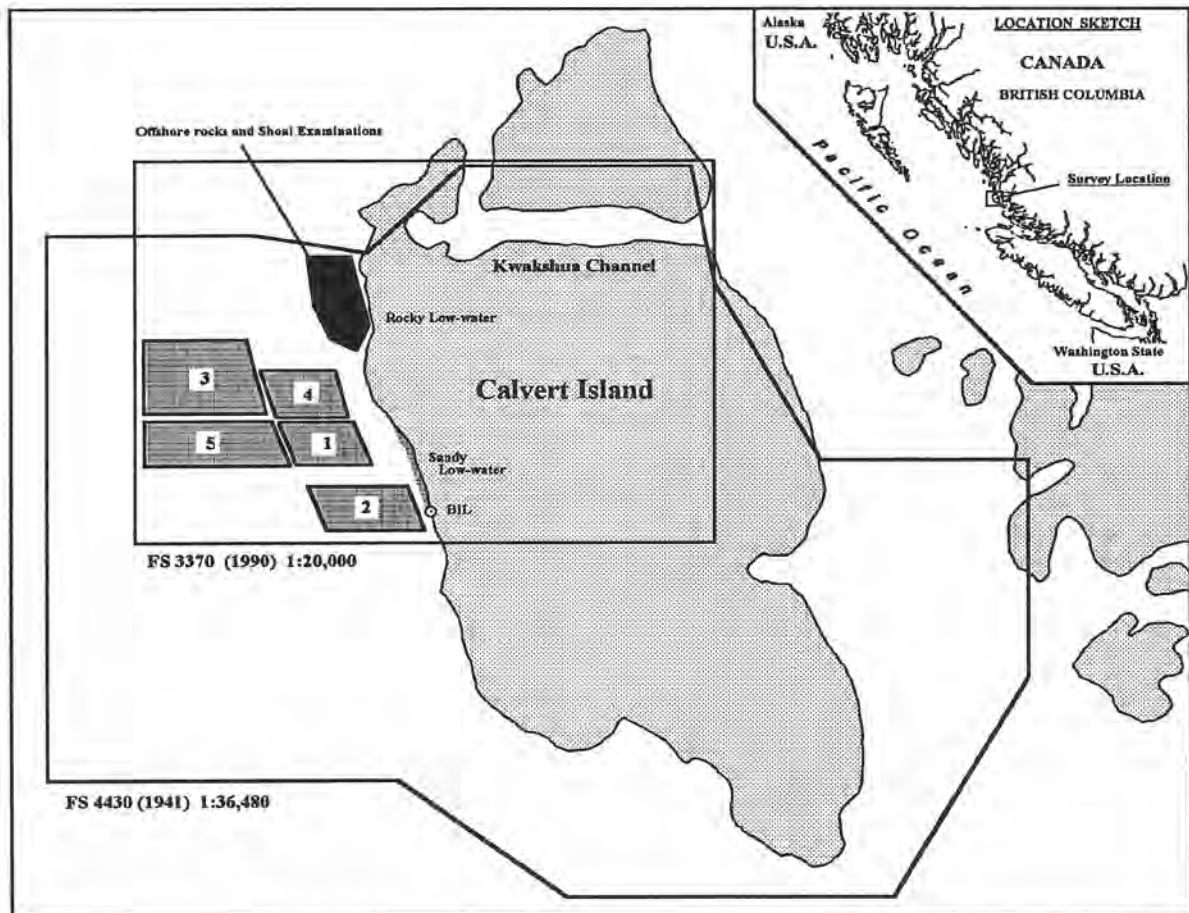 Alaska
U.S.A.
LOCATION SKETCH
CANADA
BRITISH COLUMBIA
Pacific Ocean
Survey Location
Washington State
U.S.A.
Offshore rocks and Shoal Examinations
Kwakshua Channel
Rocky Low-water
Calvert Island
3
4
5
1
Sandy
Low-water
2
BIL
FS 3370 (1990) 1:20,000
FS 4430 (1941) 1:36,480